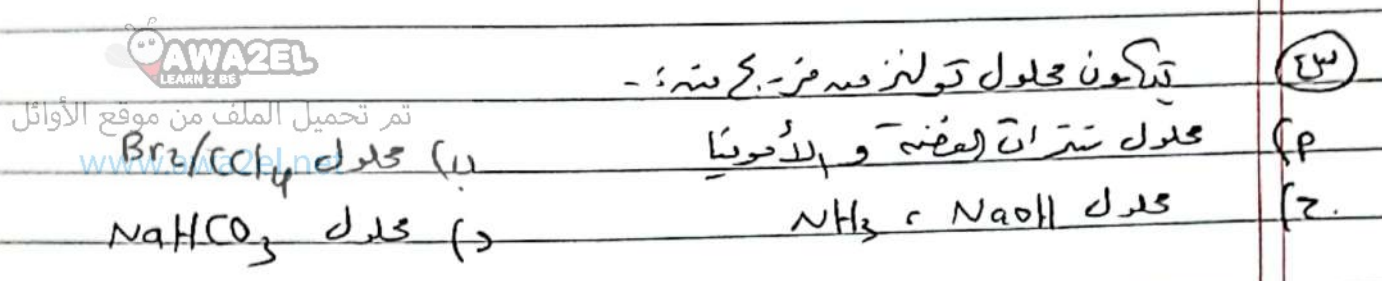 AWA2EL
LEARN 2 BE
تم تحميل الملف من موقع الأوائل
www.awa2el.net
س٤) يتكون محلول تولنز من مزيج من :-
أ) محلول نترات الفضة و الأمونيا ب) محلول Br2/CCl4
ج) محلول NaOH ، NH3 د) محلول NaHCO3